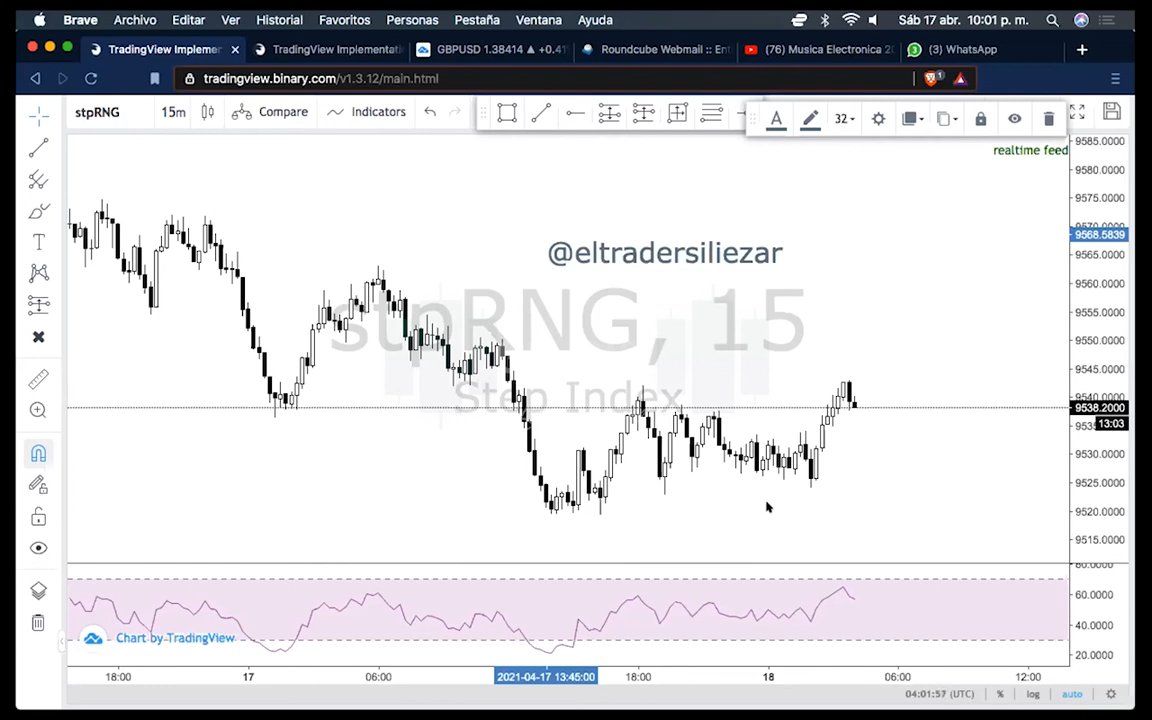 Brave Archivo Editar Ver Historial Favoritos Personas Pestaña Ventana Ayuda Sáb 17 abr. 10:01 p. m.
TradingView Impleme TradingView Implementati GBPUSD 1.38414 ▲ +0.41 Roundcube Webmail :: Ent (76) Musica Electronica 20 (3) WhatsApp
tradingview.binary.com/v1.3.12/main.html
stpRNG 15m Compare Indicators 32
realtime feed
9585.0000
9580.0000
9575.0000
9568.5839
9565.0000
9560.0000
9555.0000
9550.0000
9545.0000
9540.0000
9538.2000
13:03
9530.0000
9525.0000
9520.0000
9515.0000
@eltradersiliezar
stpRNG, 15
Step Index
80.0000
60.0000
40.0000
20.0000
Chart by TradingView
18:00 17 06:00 2021-04-17 13:45:00 18:00 18 06:00 12:00
04:01:57 (UTC) % log auto